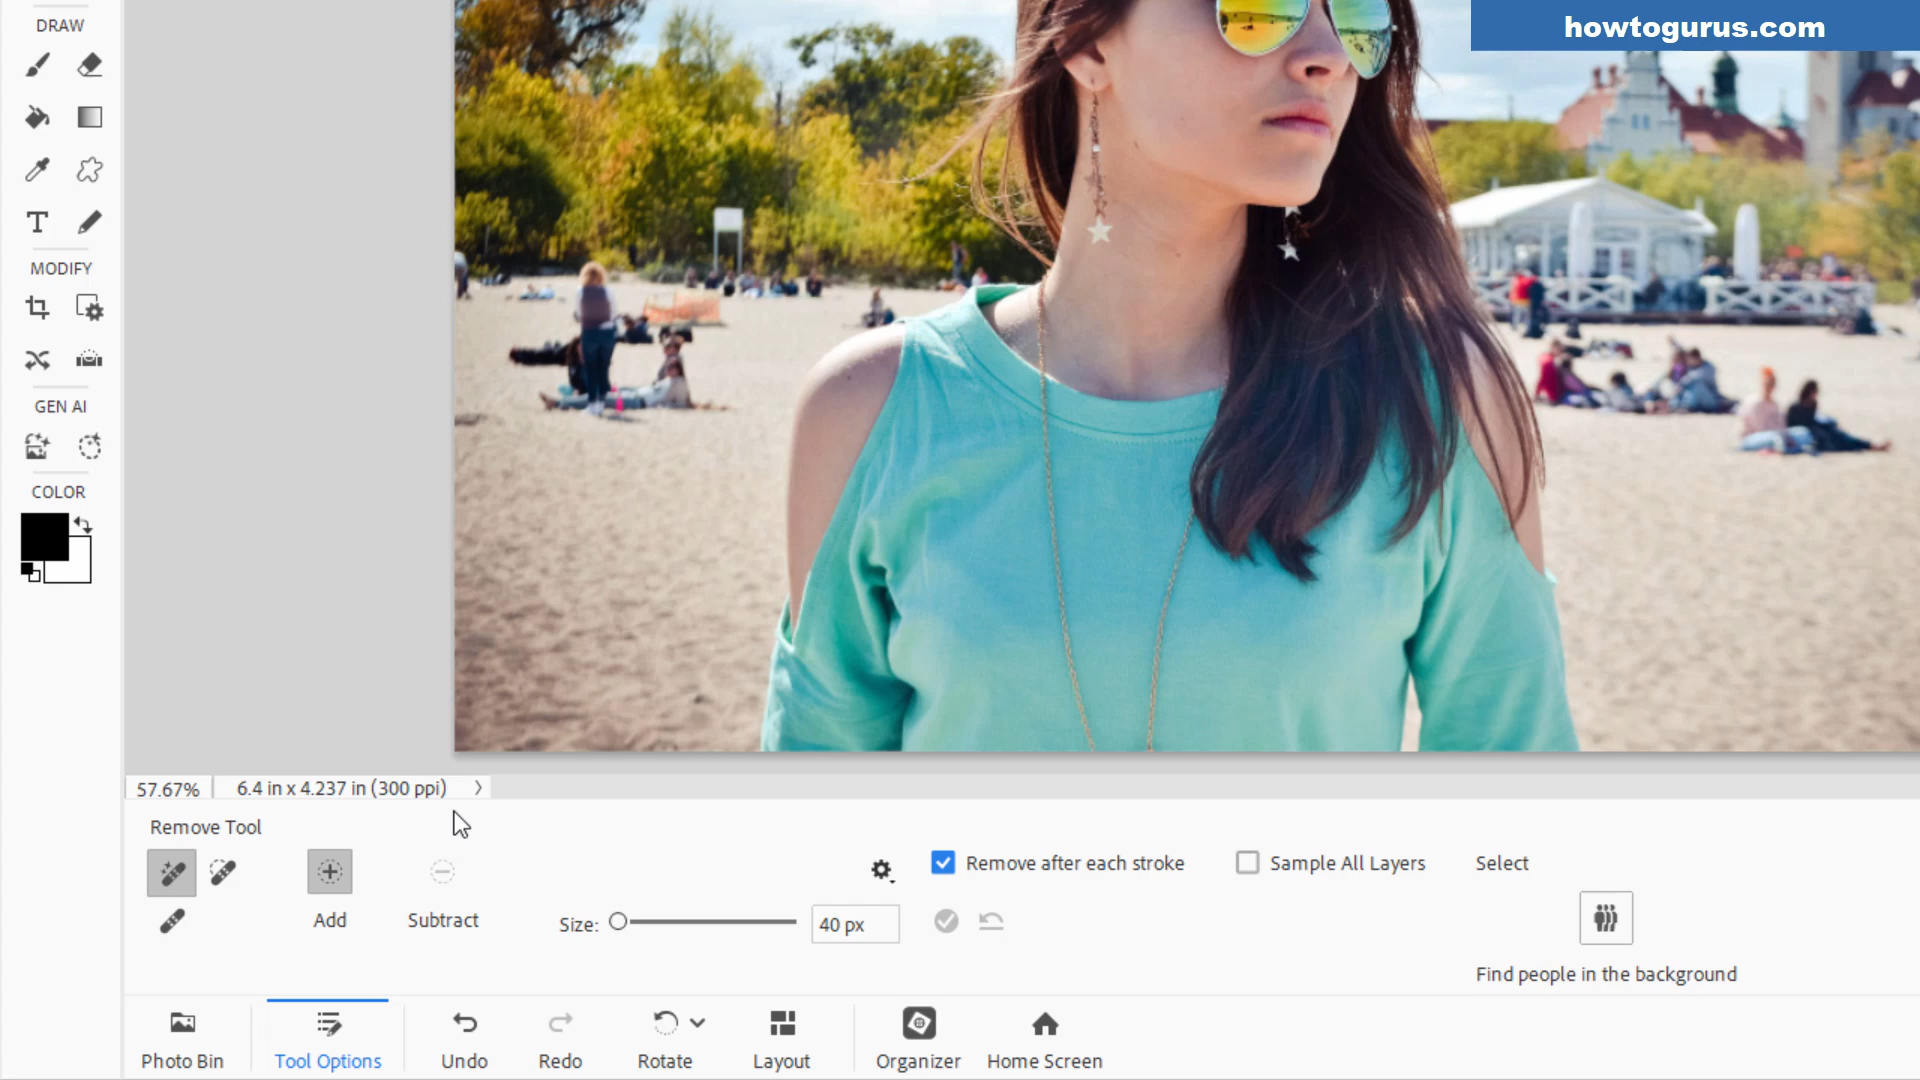 howtogurus.com
DRAW
T
MODIFY
GEN AI
COLOR
57.67%
6.4 in x 4.237 in (300 ppi)
Remove Tool
Add
Subtract
Size:
40 px
Remove after each stroke
Sample All Layers
Select
Find people in the background
Photo Bin
Tool Options
Undo
Redo
Rotate
Layout
Organizer
Home Screen